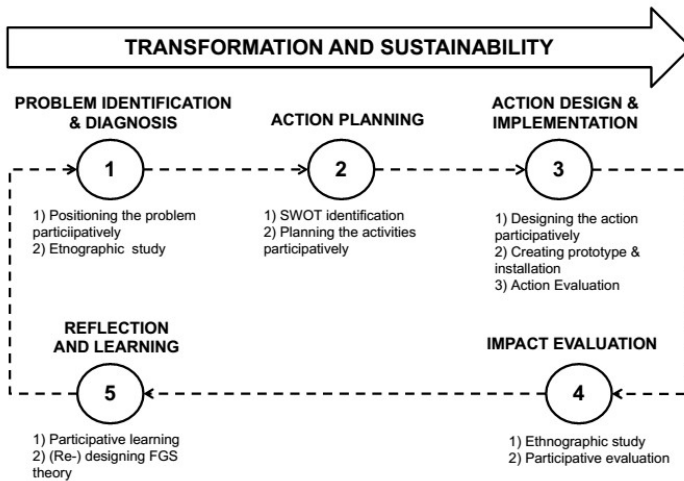 TRANSFORMATION AND SUSTAINABILITY
PROBLEM IDENTIFICATION
& DIAGNOSIS
1
1) Positioning the problem
particiipatively
2) Etnographic study
ACTION PLANNING
2
1) SWOT identification
2) Planning the activities
participatively
ACTION DESIGN &
IMPLEMENTATION
3
1) Designing the action
participatively
2) Creating prototype &
installation
3) Action Evaluation
IMPACT EVALUATION
4
1) Ethnographic study
2) Participative evaluation
REFLECTION
AND LEARNING
5
1) Participative learning
2) (Re-) designing FGS
theory